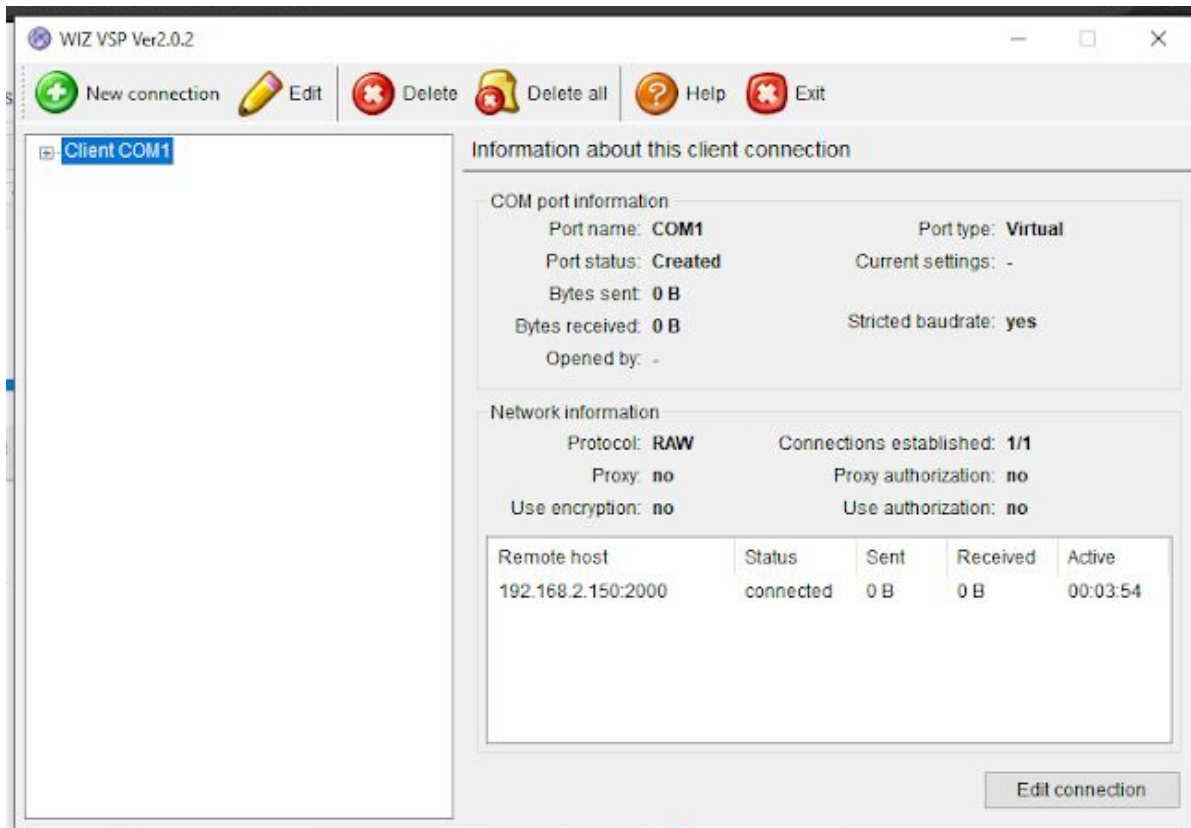 WIZ VSP Ver2.0.2
New connection Edit Delete Delete all Help Exit
Client COM1
Information about this client connection
COM port information
Port name: COM1 Port type: Virtual
Port status: Created Current settings: -
Bytes sent: 0 B
Bytes received: 0 B Stricted baudrate: yes
Opened by: -
Network information
Protocol: RAW Connections established: 1/1
Proxy: no Proxy authorization: no
Use encryption: no Use authorization: no
Remote host Status Sent Received Active
192.168.2.150:2000 connected 0 B 0 B 00:03:54
Edit connection